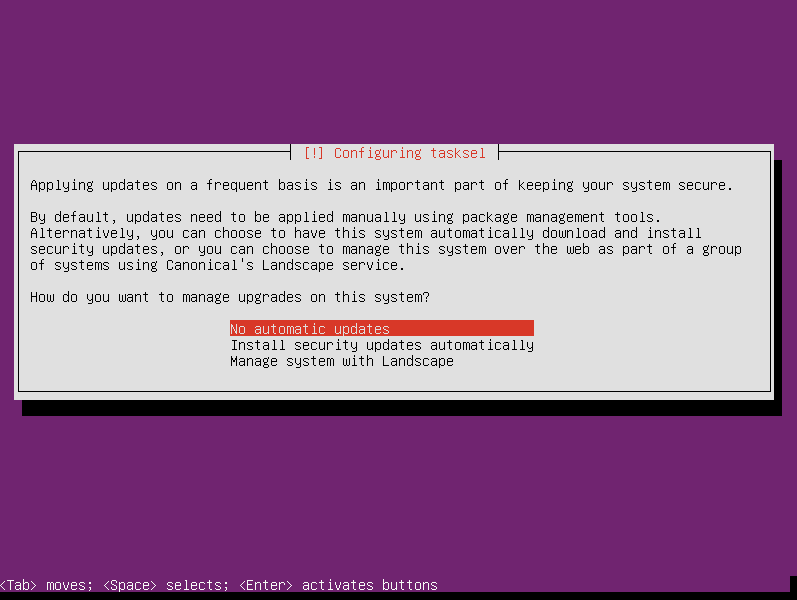 [!] Configuring tasksel
Applying updates on a frequent basis is an important part of keeping your system secure.
By default, updates need to be applied manually using package management tools.
Alternatively, you can choose to have this system automatically download and install
security updates, or you can choose to manage this system over the web as part of a group
of systems using Canonical's Landscape service.
How do you want to manage upgrades on this system?
No automatic updates
Install security updates automatically
Manage system with Landscape
<Tab> moves; <Space> selects; <Enter> activates buttons